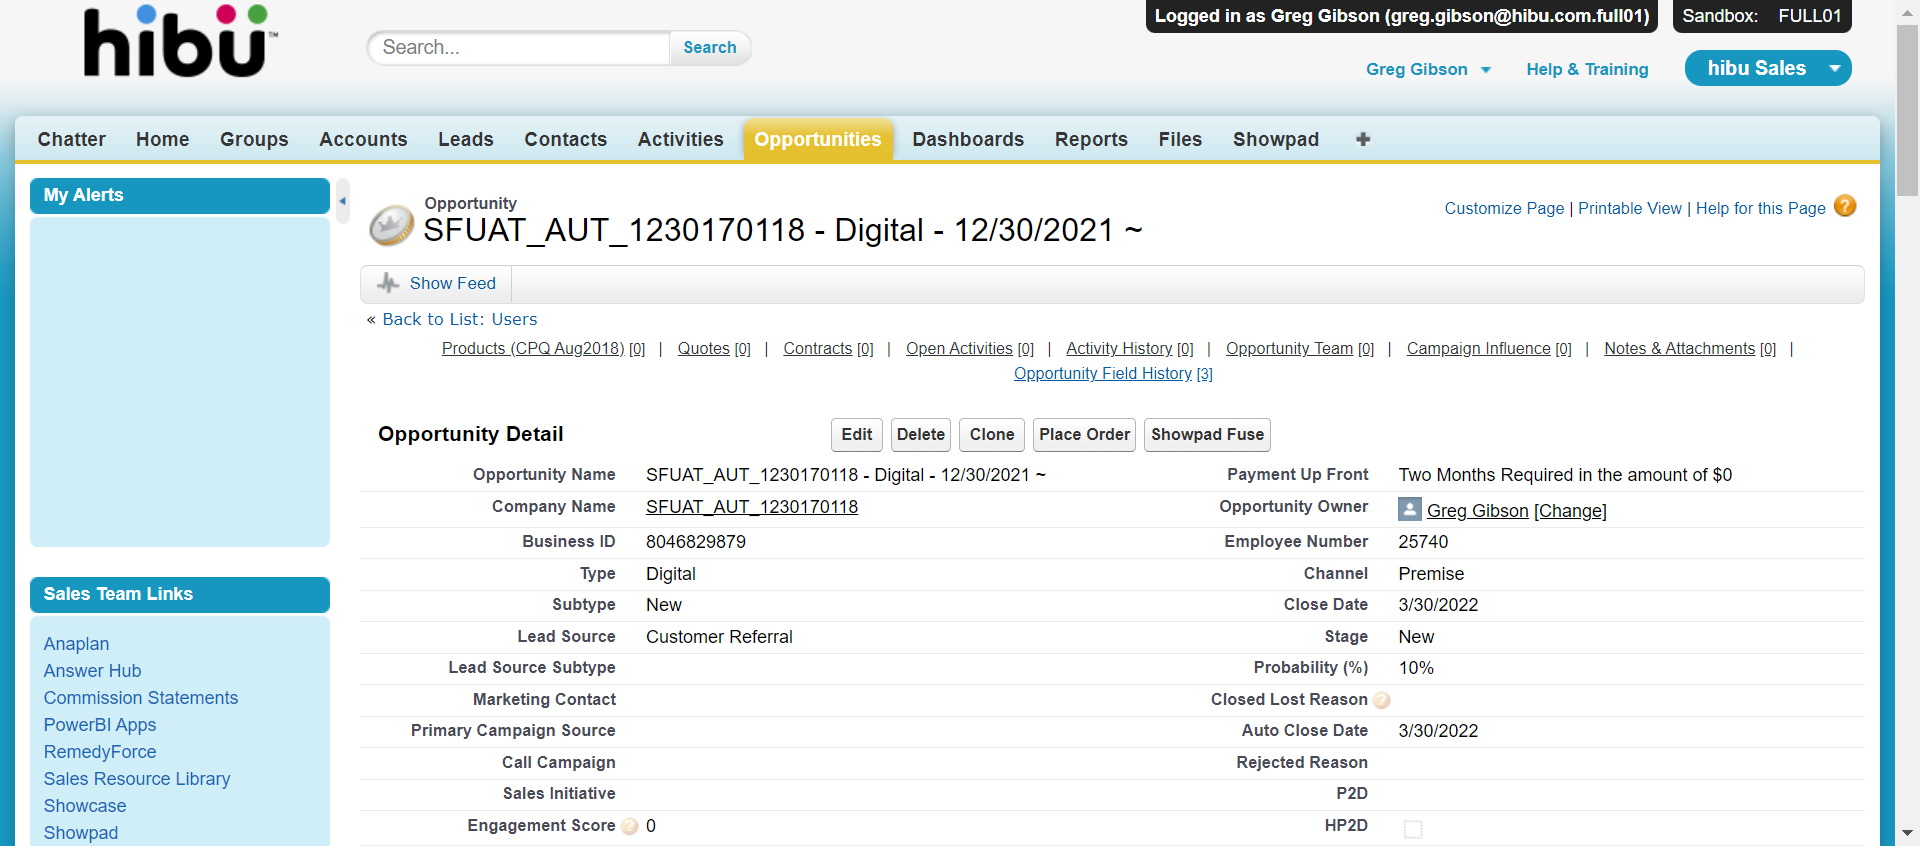 Logged in as Greg Gibson (greg.gibson@hibu.com.full01)
Sandbox: FULL01
hibu™
Search...
Search
Greg Gibson
Help & Training
hibu Sales
Chatter Home Groups Accounts Leads Contacts Activities Opportunities Dashboards Reports Files Showpad
My Alerts
Sales Team Links
Anaplan
Answer Hub
Commission Statements
PowerBI Apps
RemedyForce
Sales Resource Library
Showcase
Showpad
Opportunity
SFUAT_AUT_1230170118 - Digital - 12/30/2021 ~
Customize Page | Printable View | Help for this Page ?
Show Feed
« Back to List: Users
Products (CPQ Aug2018) [0] | Quotes [0] | Contracts [0] | Open Activities [0] | Activity History [0] | Opportunity Team [0] | Campaign Influence [0] | Notes & Attachments [0] |
Opportunity Field History [3]
Opportunity Detail
Edit Delete Clone Place Order Showpad Fuse
Opportunity Name SFUAT_AUT_1230170118 - Digital - 12/30/2021 ~ Payment Up Front Two Months Required in the amount of $0
Company Name SFUAT_AUT_1230170118 Opportunity Owner Greg Gibson [Change]
Business ID 8046829879 Employee Number 25740
Type Digital Channel Premise
Subtype New Close Date 3/30/2022
Lead Source Customer Referral Stage New
Lead Source Subtype Probability (%) 10%
Marketing Contact Closed Lost Reason ?
Primary Campaign Source Auto Close Date 3/30/2022
Call Campaign Rejected Reason
Sales Initiative P2D
Engagement Score ? 0 HP2D